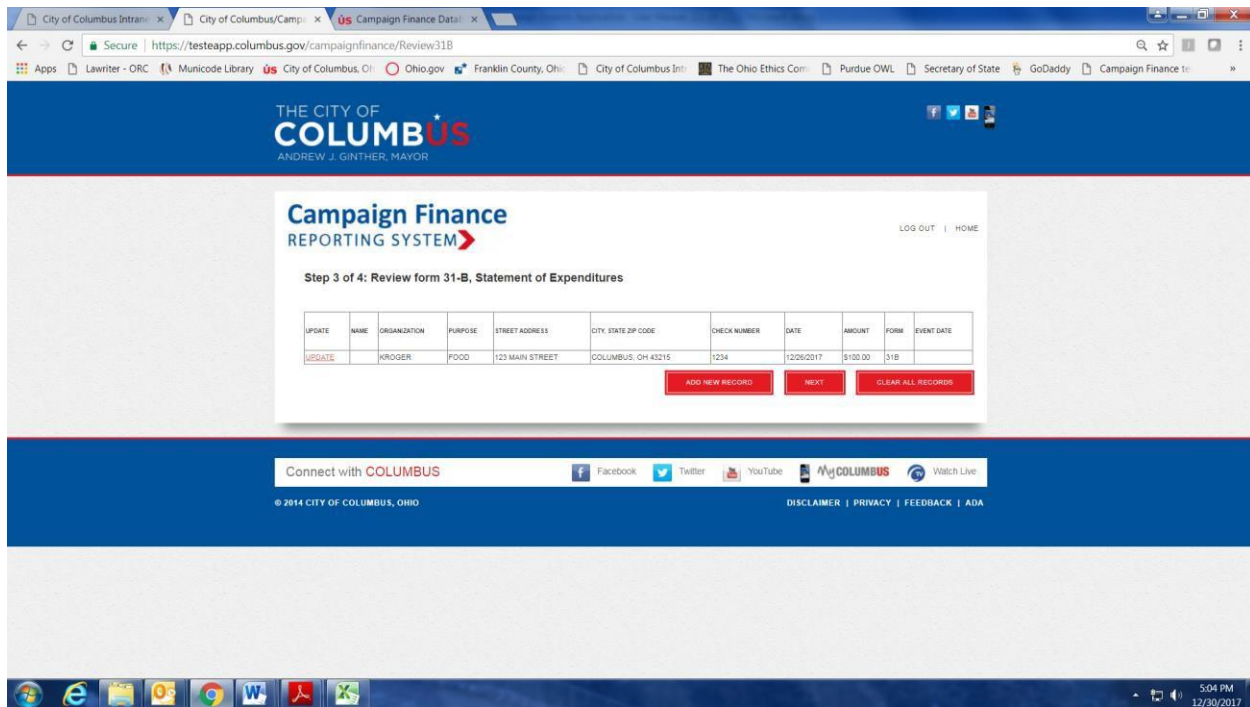 City of Columbus Intrane City of Columbus/Campa ús Campaign Finance Datab
Secure https://testeapp.columbus.gov/campaignfinance/Review31B
Apps Lawriter - ORC Municode Library ús City of Columbus, Oh Ohio.gov Franklin County, Ohio City of Columbus Intr The Ohio Ethics Com Purdue OWL Secretary of State GoDaddy Campaign Finance te »
THE CITY OF
COLUMBUS
ANDREW J. GINTHER, MAYOR
Campaign Finance
REPORTING SYSTEM
LOG OUT | HOME
Step 3 of 4: Review form 31-B, Statement of Expenditures
UPDATE NAME ORGANIZATION PURPOSE STREET ADDRESS CITY, STATE ZIP CODE CHECK NUMBER DATE AMOUNT FORM EVENT DATE
UPDATE KROGER FOOD 123 MAIN STREET COLUMBUS, OH 43215 1234 12/26/2017 $100.00 31B
ADD NEW RECORD NEXT CLEAR ALL RECORDS
Connect with COLUMBUS Facebook Twitter YouTube MyCOLUMBUS Watch Live
© 2014 CITY OF COLUMBUS, OHIO DISCLAIMER | PRIVACY | FEEDBACK | ADA
5:04 PM
12/30/2017